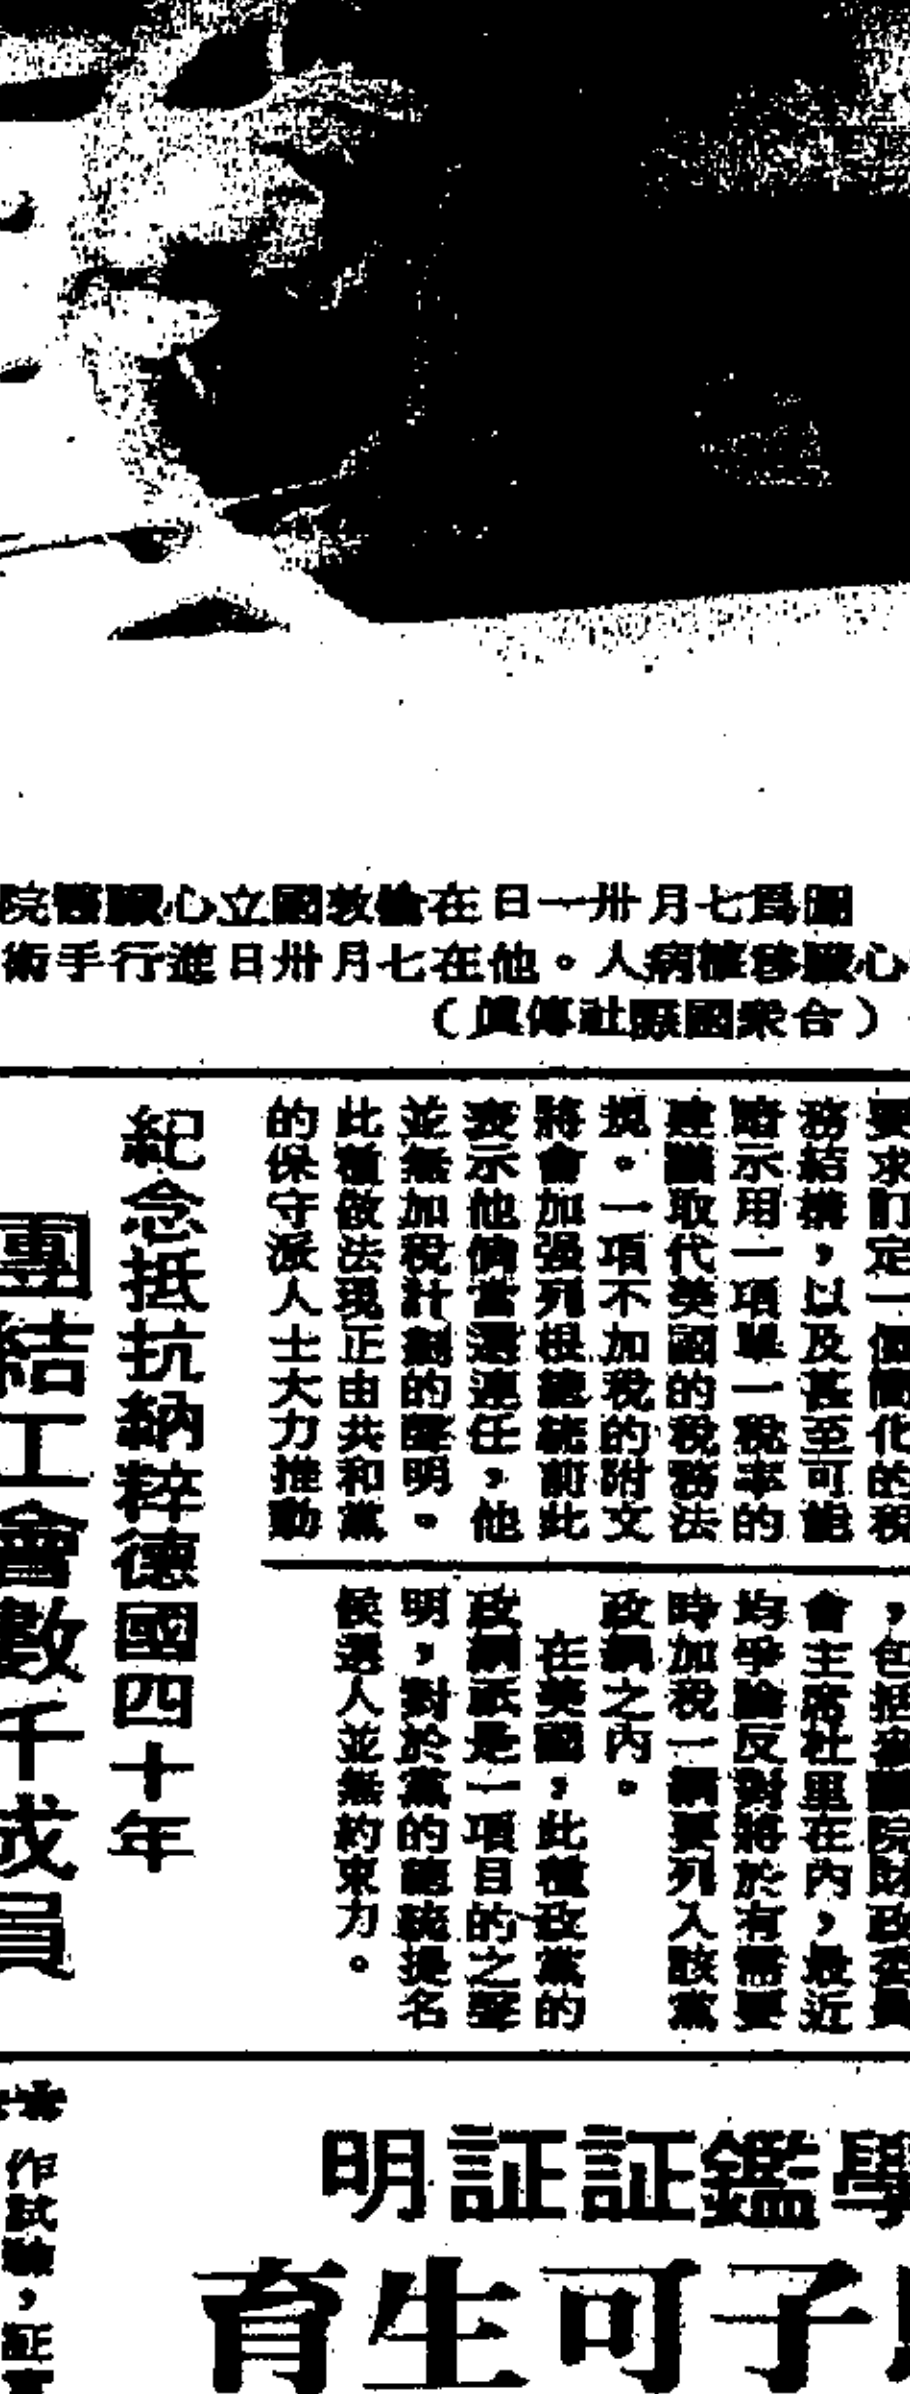 圖爲七月卅一日在倫敦國立心臟醫院
心臟移植病人。他在七月卅日進行手術
(合衆國際社傳眞)
要求訂定一個簡化的稅
務結構,以及甚至可能
暗示用一項單一稅率的
建議取代美國的稅務法
規。一項不加稅的附文
將會加强列根總統前此
表示他倘當選連任,他
並無加稅計劃的聲明。
此種做法現正由共和黨
的保守派人士大力推動
,包括參議院財政委員
會主席杜里在內,最近
均爭論反對將於有需要
時加稅一綱要列入該黨
政綱之內。
在美國,此種政黨的
政綱祇是一項目的之聲
明,對於黨的總統提名
候選人並無約束力。
紀念抵抗納粹德國四十年
團結工會數千成員
學鑑証証明
子可生育
作試驗,証